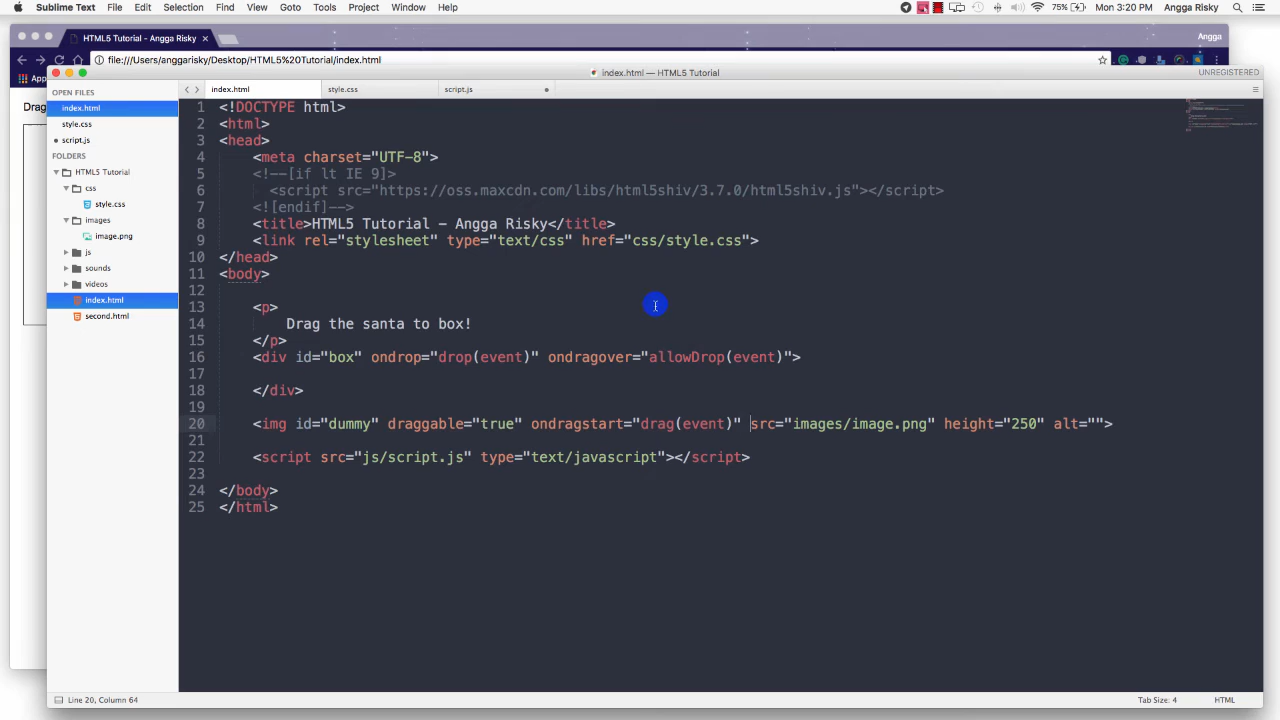 Sublime Text File Edit Selection Find View Goto Tools Project Window Help 75% Mon 3:20 PM Angga Risky
HTML5 Tutorial - Angga Risky Angga
file:///Users/anggarisky/Desktop/HTML5%20Tutorial/index.html
index.html — HTML5 Tutorial UNREGISTERED
OPEN FILES
index.html
style.css
script.js
FOLDERS
HTML5 Tutorial
css
style.css
images
image.png
js
sounds
videos
index.html
second.html
index.html style.css script.js
1 <!DOCTYPE html>
2 <html>
3 <head>
4 <meta charset="UTF-8">
5 <!--[if lt IE 9]>
6 <script src="https://oss.maxcdn.com/libs/html5shiv/3.7.0/html5shiv.js"></script>
7 <![endif]-->
8 <title>HTML5 Tutorial - Angga Risky</title>
9 <link rel="stylesheet" type="text/css" href="css/style.css">
10 </head>
11 <body>
12
13 <p>
14 Drag the santa to box!
15 </p>
16 <div id="box" ondrop="drop(event)" ondragover="allowDrop(event)">
17
18 </div>
19
20 <img id="dummy" draggable="true" ondragstart="drag(event)" src="images/image.png" height="250" alt="">
21
22 <script src="js/script.js" type="text/javascript"></script>
23
24 </body>
25 </html>
Line 20, Column 64 Tab Size: 4 HTML